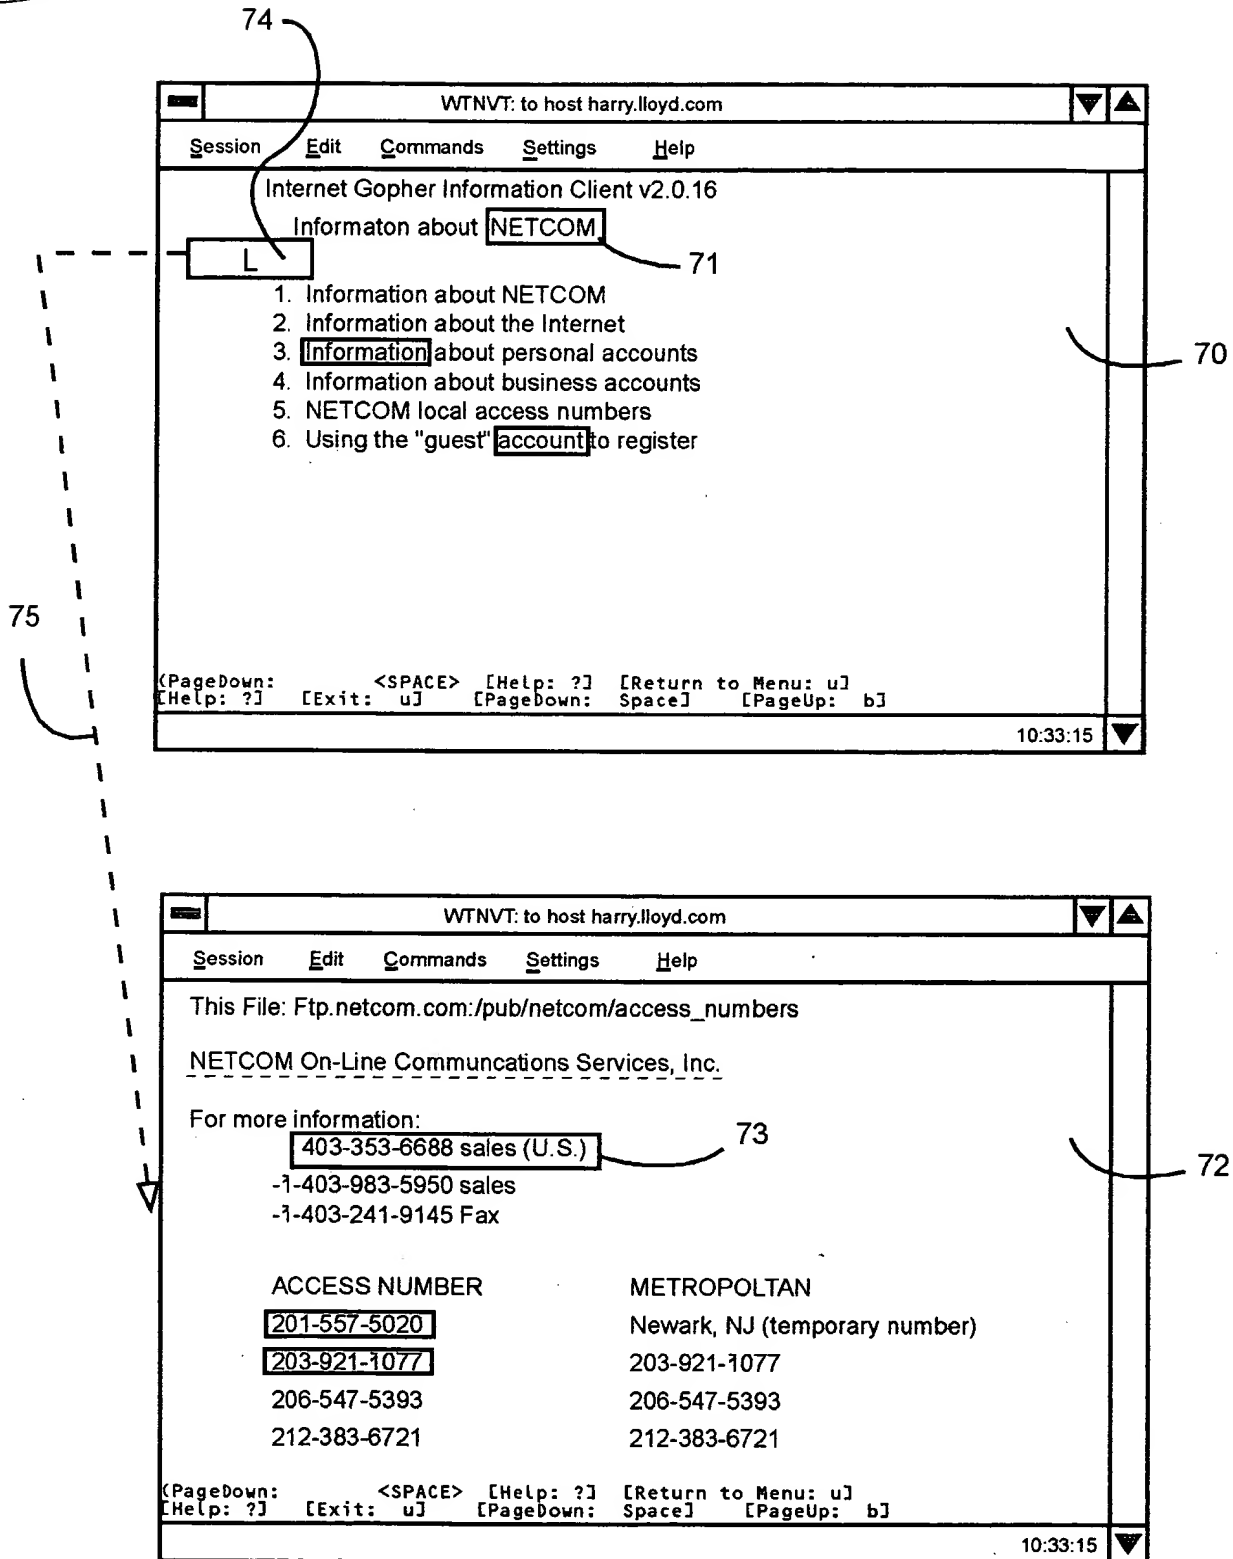 74
WTNVT: to host harry.lloyd.com
Session Edit Commands Settings Help
Internet Gopher Information Client v2.0.16
Informaton about NETCOM
71
L
1. Information about NETCOM
2. Information about the Internet
3. Information about personal accounts
4. Information about business accounts
5. NETCOM local access numbers
6. Using the "guest" account to register
70
75
(PageDown: <SPACE> [Help: ?] [Return to Menu: u]
[Help: ?] [Exit: u] [PageDown: Space] [PageUp: b]
10:33:15
WTNVT: to host harry.lloyd.com
Session Edit Commands Settings Help
This File: Ftp.netcom.com:/pub/netcom/access_numbers
NETCOM On-Line Communcations Services, Inc.
For more information:
403-353-6688 sales (U.S.)
73
-1-403-983-5950 sales
-1-403-241-9145 Fax
72
ACCESS NUMBER METROPOLTAN
201-557-5020 Newark, NJ (temporary number)
203-921-1077 203-921-1077
206-547-5393 206-547-5393
212-383-6721 212-383-6721
(PageDown: <SPACE> [Help: ?] [Return to Menu: u]
[Help: ?] [Exit: u] [PageDown: Space] [PageUp: b]
10:33:15